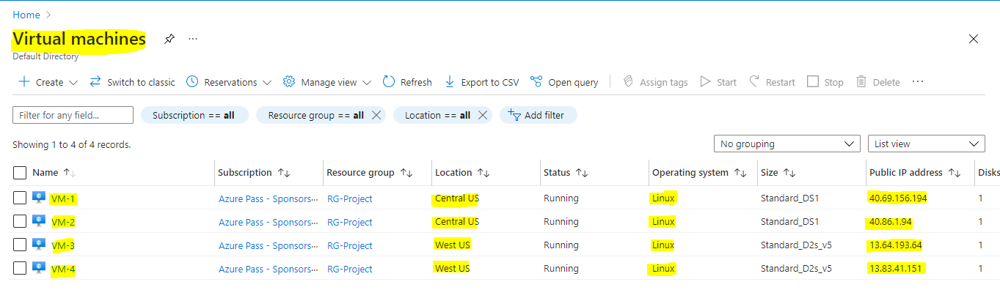 Home >
Virtual machines ...
Default Directory
Create Switch to classic Reservations Manage view Refresh Export to CSV Open query Assign tags Start Restart Stop Delete ...
Filter for any field... Subscription == all Resource group == all Location == all Add filter
Showing 1 to 4 of 4 records. No grouping List view
Name Subscription Resource group Location Status Operating system Size Public IP address Disks
VM-1 Azure Pass - Sponsors... RG-Project Central US Running Linux Standard_DS1 40.69.156.194 1
VM-2 Azure Pass - Sponsors... RG-Project Central US Running Linux Standard_DS1 40.86.1.94 1
VM-3 Azure Pass - Sponsors... RG-Project West US Running Linux Standard_D2s_v5 13.64.193.64 1
VM-4 Azure Pass - Sponsors... RG-Project West US Running Linux Standard_D2s_v5 13.83.41.151 1